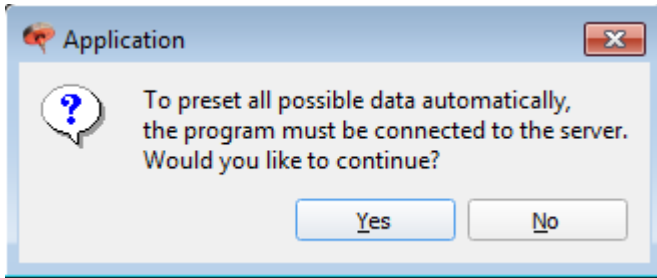 Application
To preset all possible data automatically,
the program must be connected to the server.
Would you like to continue?
Yes
No